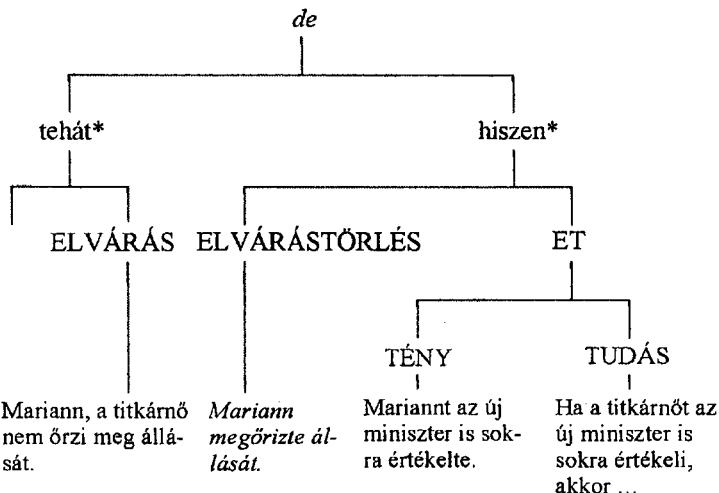 de
tehát*
hiszen*
ELVÁRÁS ELVÁRÁSTÖRLÉS ET
TÉNY TUDÁS
Mariann, a titkárnő
nem őrzi meg állá-
sát.
Mariann
megőrizte ál-
lását.
Mariannt az új
miniszter is sok-
ra értékelte.
Ha a titkárnőt az
új miniszter is
sokra értékeli,
akkor ...